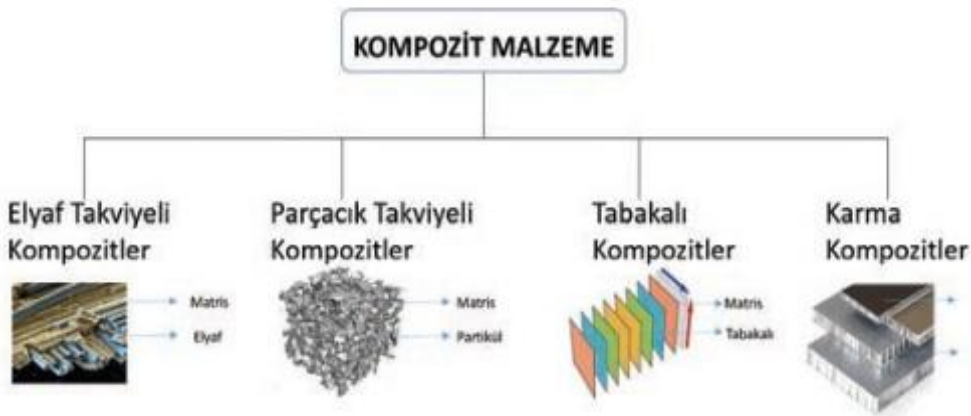 KOMPOZİT MALZEME
Elyaf Takviyeli
Kompozitler
Parçacık Takviyeli
Kompozitler
Tabakalı
Kompozitler
Karma
Kompozitler
Matris
Elyaf
Matris
Partikül
Matris
Tabakalı